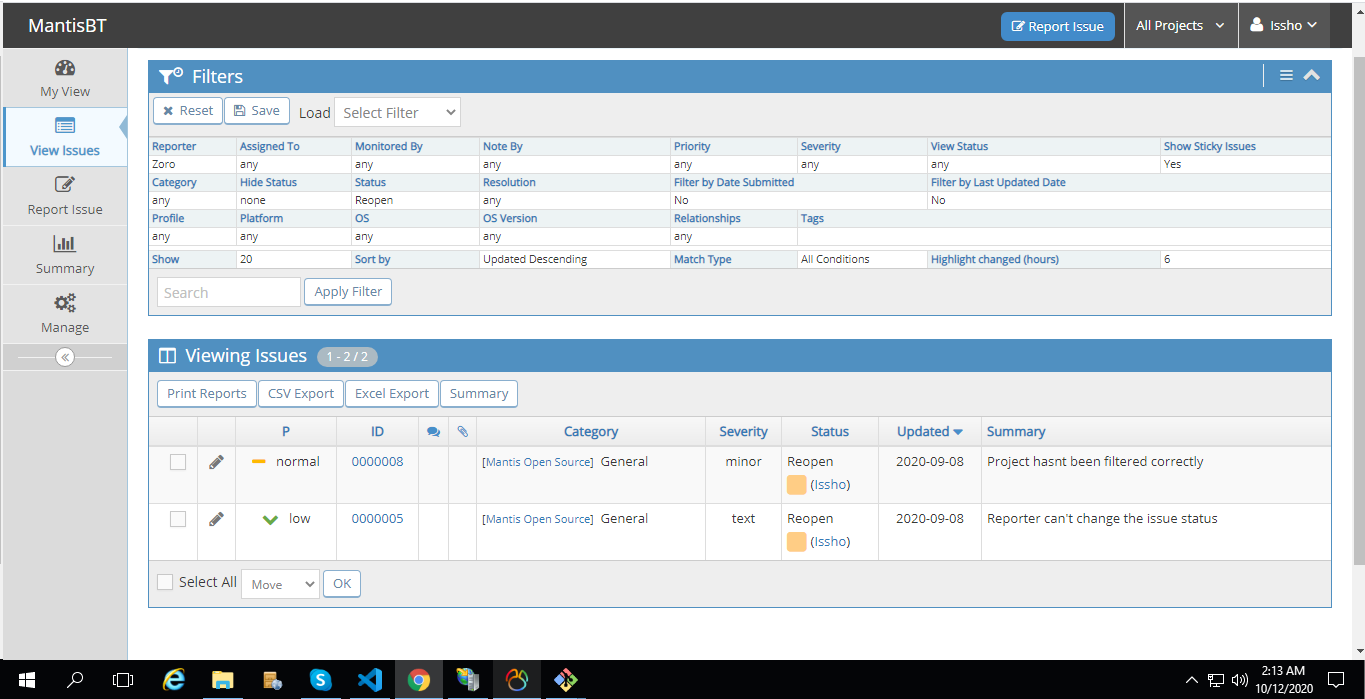 MantisBT
Report Issue
All Projects
Issho
My View
View Issues
Report Issue
Summary
Manage
Filters
Reset
Save
Load
Select Filter
Reporter Assigned To Monitored By Note By Priority Severity View Status Show Sticky Issues
Zoro any any any any any any Yes
Category Hide Status Status Resolution Filter by Date Submitted Filter by Last Updated Date
any none Reopen any No No
Profile Platform OS OS Version Relationships Tags
any any any any any
Show 20 Sort by Updated Descending Match Type All Conditions Highlight changed (hours) 6
Search
Apply Filter
Viewing Issues 1 - 2 / 2
Print Reports CSV Export Excel Export Summary
P ID Category Severity Status Updated Summary
normal 0000008 [Mantis Open Source] General minor Reopen 2020-09-08 Project hasnt been filtered correctly
(Issho)
low 0000005 [Mantis Open Source] General text Reopen 2020-09-08 Reporter can't change the issue status
(Issho)
Select All Move OK
2:13 AM
10/12/2020